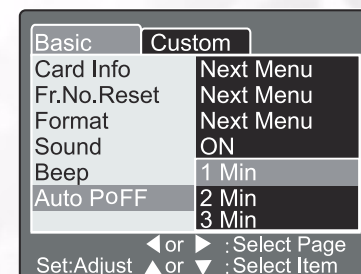 Basic Custom
Card Info Next Menu
Fr.No.Reset Next Menu
Format Next Menu
Sound ON
Beep 1 Min
Auto POFF 2 Min
3 Min
◀ or ▶ :Select Page
Set:Adjust ▲ or ▼ :Select Item